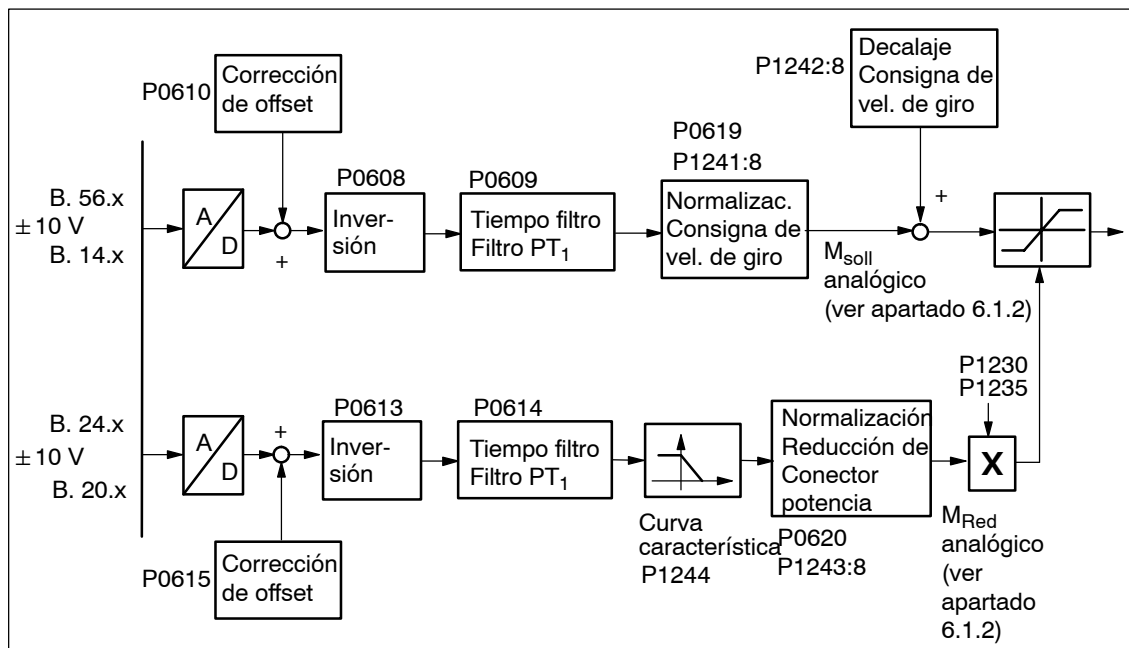 P0610
Corrección
de offset
P1242:8
Decalaje
Consigna de
vel. de giro
B. 56.x
± 10 V
B. 14.x
A
D
+
P0608
Inver-
sión
P0609
Tiempo filtro
Filtro PT1
P0619
P1241:8
Normalizac.
Consigna de
vel. de giro
+
Msoll
analógico
(ver apartado 6.1.2)
P1230
P1235
B. 24.x
± 10 V
B. 20.x
A
D
+
P0613
Inver-
sión
P0614
Tiempo filtro
Filtro PT1
Curva
característica
P1244
Normalización
Reducción de
Conector
potencia
P0620
P1243:8
X
MRed
analógico
(ver
apartado
6.1.2)
P0615
Corrección
de offset